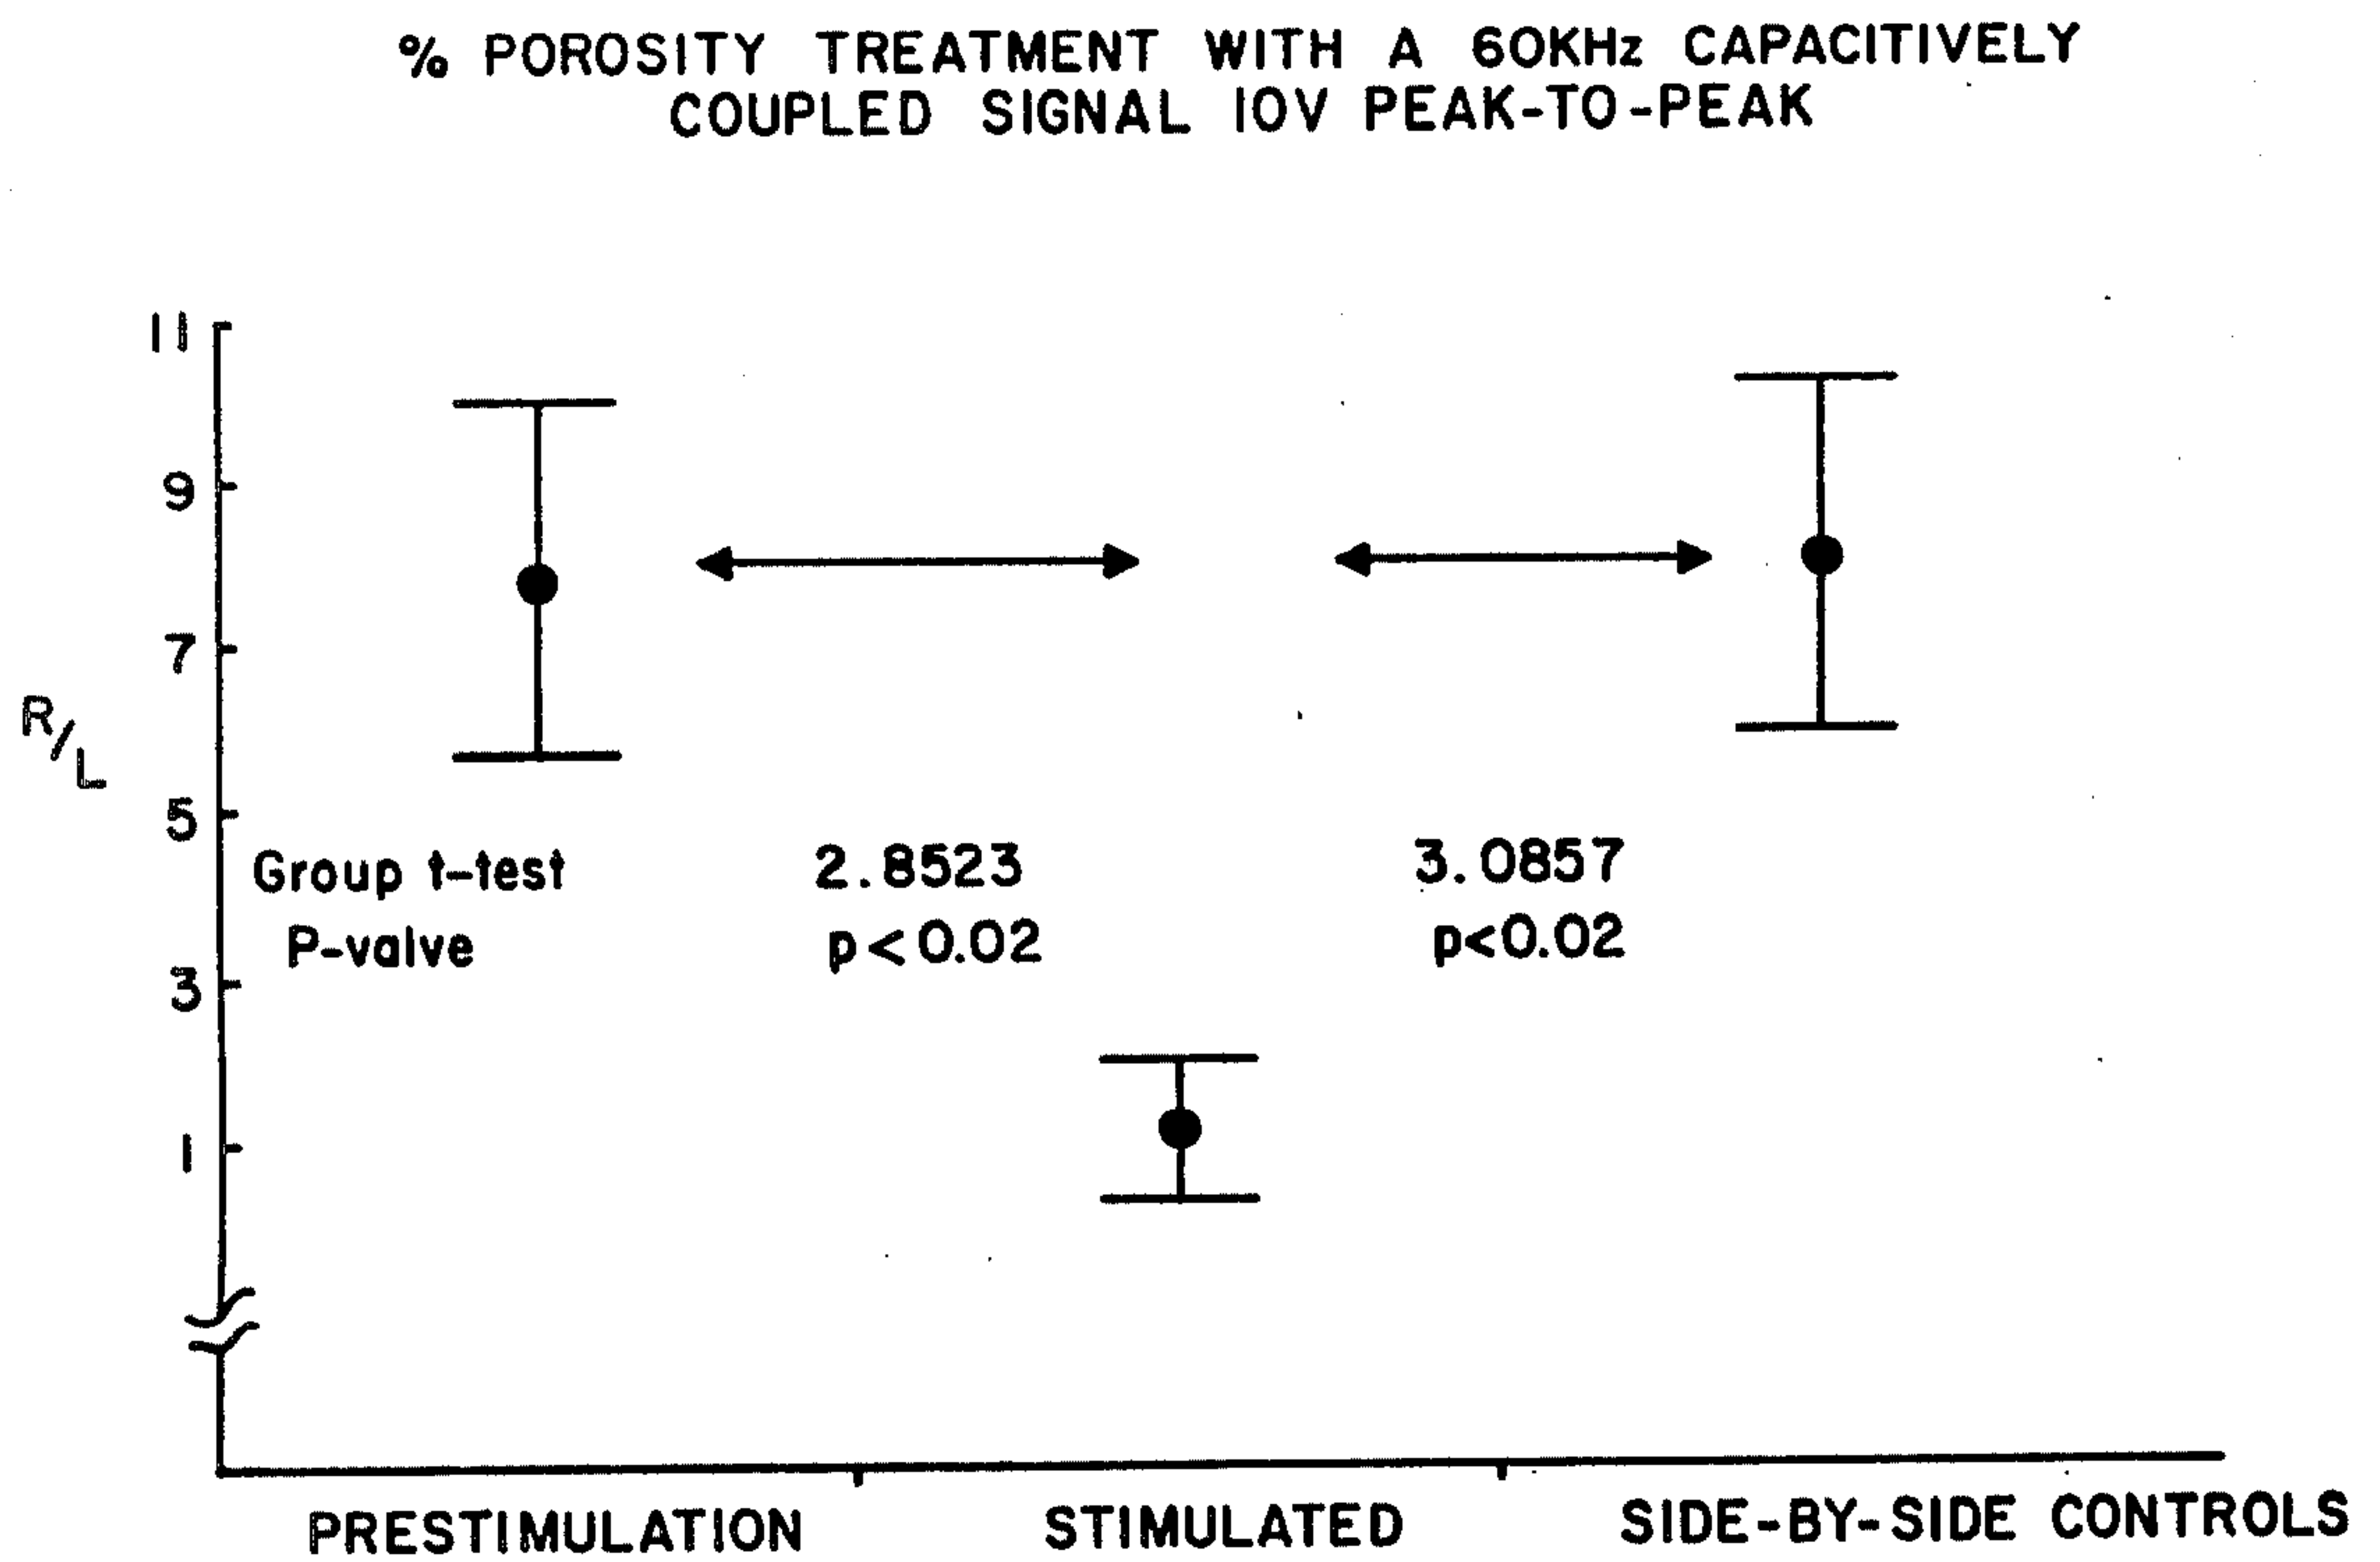 % POROSITY TREATMENT WITH A 60KHz CAPACITIVELY
COUPLED SIGNAL 10V PEAK-TO-PEAK
11
9
7
R/L
5
Group t-test 2.8523 3.0857
P-valve p<0.02 p<0.02
3
1
PRESTIMULATION STIMULATED SIDE-BY-SIDE CONTROLS